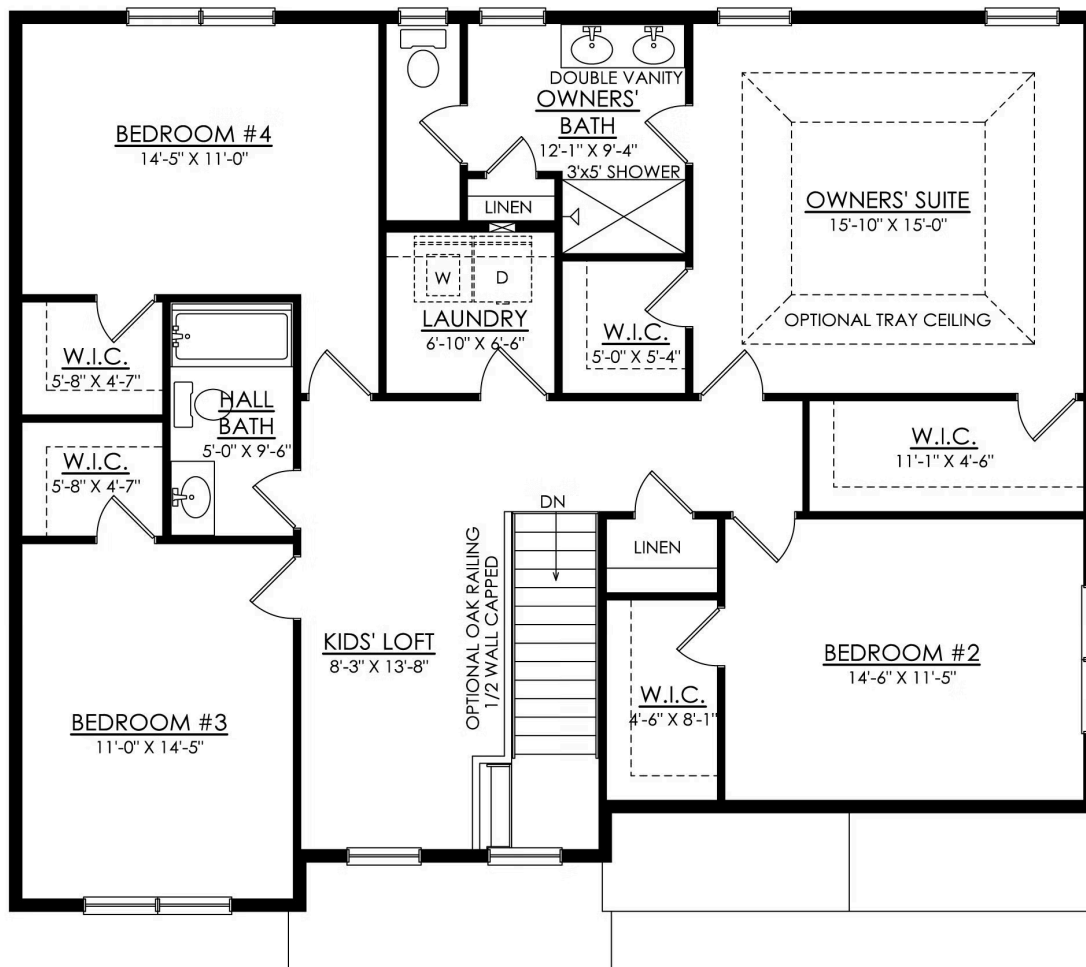 BEDROOM #4
14'-5" X 11'-0"
DOUBLE VANITY
OWNERS'
BATH
12'-1" X 9'-4"
3'x5' SHOWER
LINEN
OWNERS' SUITE
15'-10" X 15'-0"
OPTIONAL TRAY CEILING
W
D
LAUNDRY
6'-10" X 6'-6"
W.I.C.
5'-0" X 5'-4"
W.I.C.
5'-8" X 4'-7"
HALL
BATH
5'-0" X 9'-6"
W.I.C.
5'-8" X 4'-7"
W.I.C.
11'-1" X 4'-6"
DN
LINEN
OPTIONAL OAK RAILING
1/2 WALL CAPPED
KIDS' LOFT
8'-3" X 13'-8"
BEDROOM #2
14'-6" X 11'-5"
W.I.C.
4'-6" X 8'-1"
BEDROOM #3
11'-0" X 14'-5"